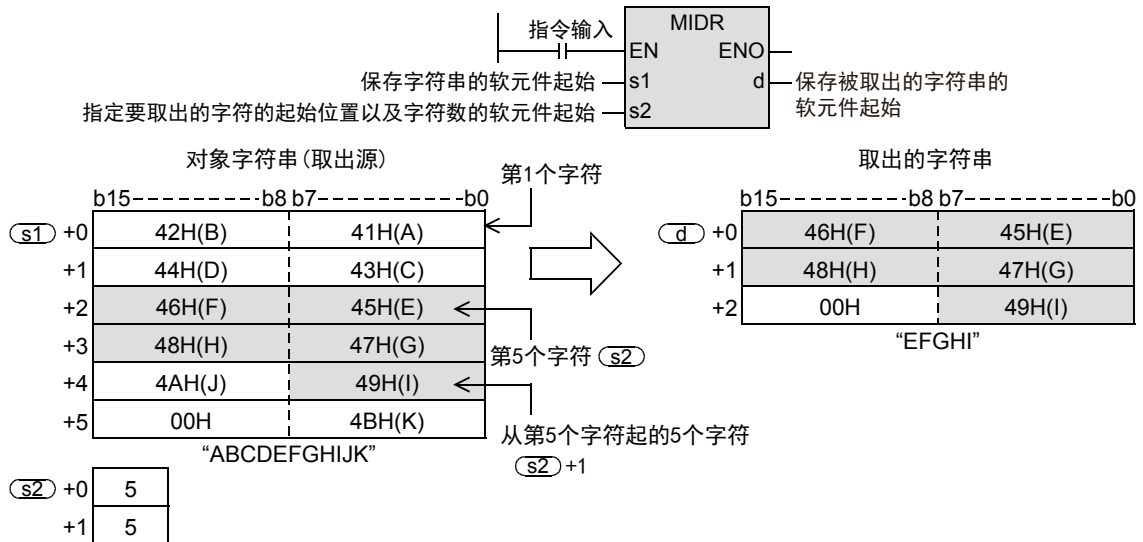 指令输入
MIDR
EN ENO
保存字符串的软元件起始 s1 d 保存被取出的字符串的
指定要取出的字符的起始位置以及字符数的软元件起始 s2 软元件起始
对象字符串(取出源)
第1个字符
取出的字符串
b15-----------b8 b7-----------b0
b15-----------b8 b7-----------b0
s1 +0 42H(B) 41H(A)
+1 44H(D) 43H(C)
+2 46H(F) 45H(E)
+3 48H(H) 47H(G)
+4 4AH(J) 49H(I)
+5 00H 4BH(K)
“ABCDEFGHIJK”
第5个字符 s2
从第5个字符起的5个字符
s2 +1
d +0 46H(F) 45H(E)
+1 48H(H) 47H(G)
+2 00H 49H(I)
“EFGHI”
s2 +0 5
+1 5